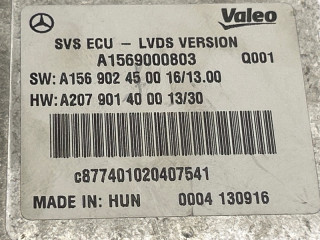 Valeo
SVS ECU - LVDS VERSION
A1569000803 Q001
SW: A156 902 45 00 16/13.00
HW: A207 901 40 00 13/30
c877401020407541
MADE IN: HUN 0004 130916